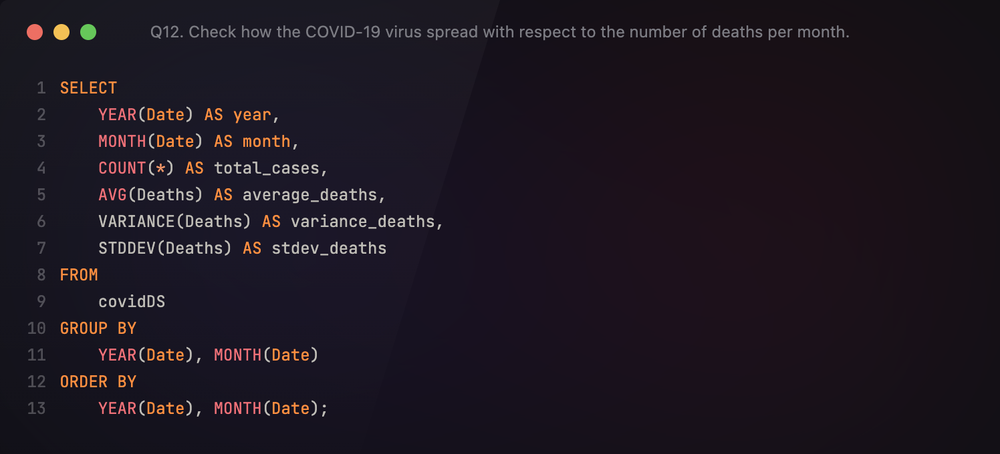 Q12. Check how the COVID-19 virus spread with respect to the number of deaths per month.
1 SELECT
2     YEAR(Date) AS year,
3     MONTH(Date) AS month,
4     COUNT(*) AS total_cases,
5     AVG(Deaths) AS average_deaths,
6     VARIANCE(Deaths) AS variance_deaths,
7     STDDEV(Deaths) AS stdev_deaths
8 FROM
9     covidDS
10 GROUP BY
11     YEAR(Date), MONTH(Date)
12 ORDER BY
13     YEAR(Date), MONTH(Date);